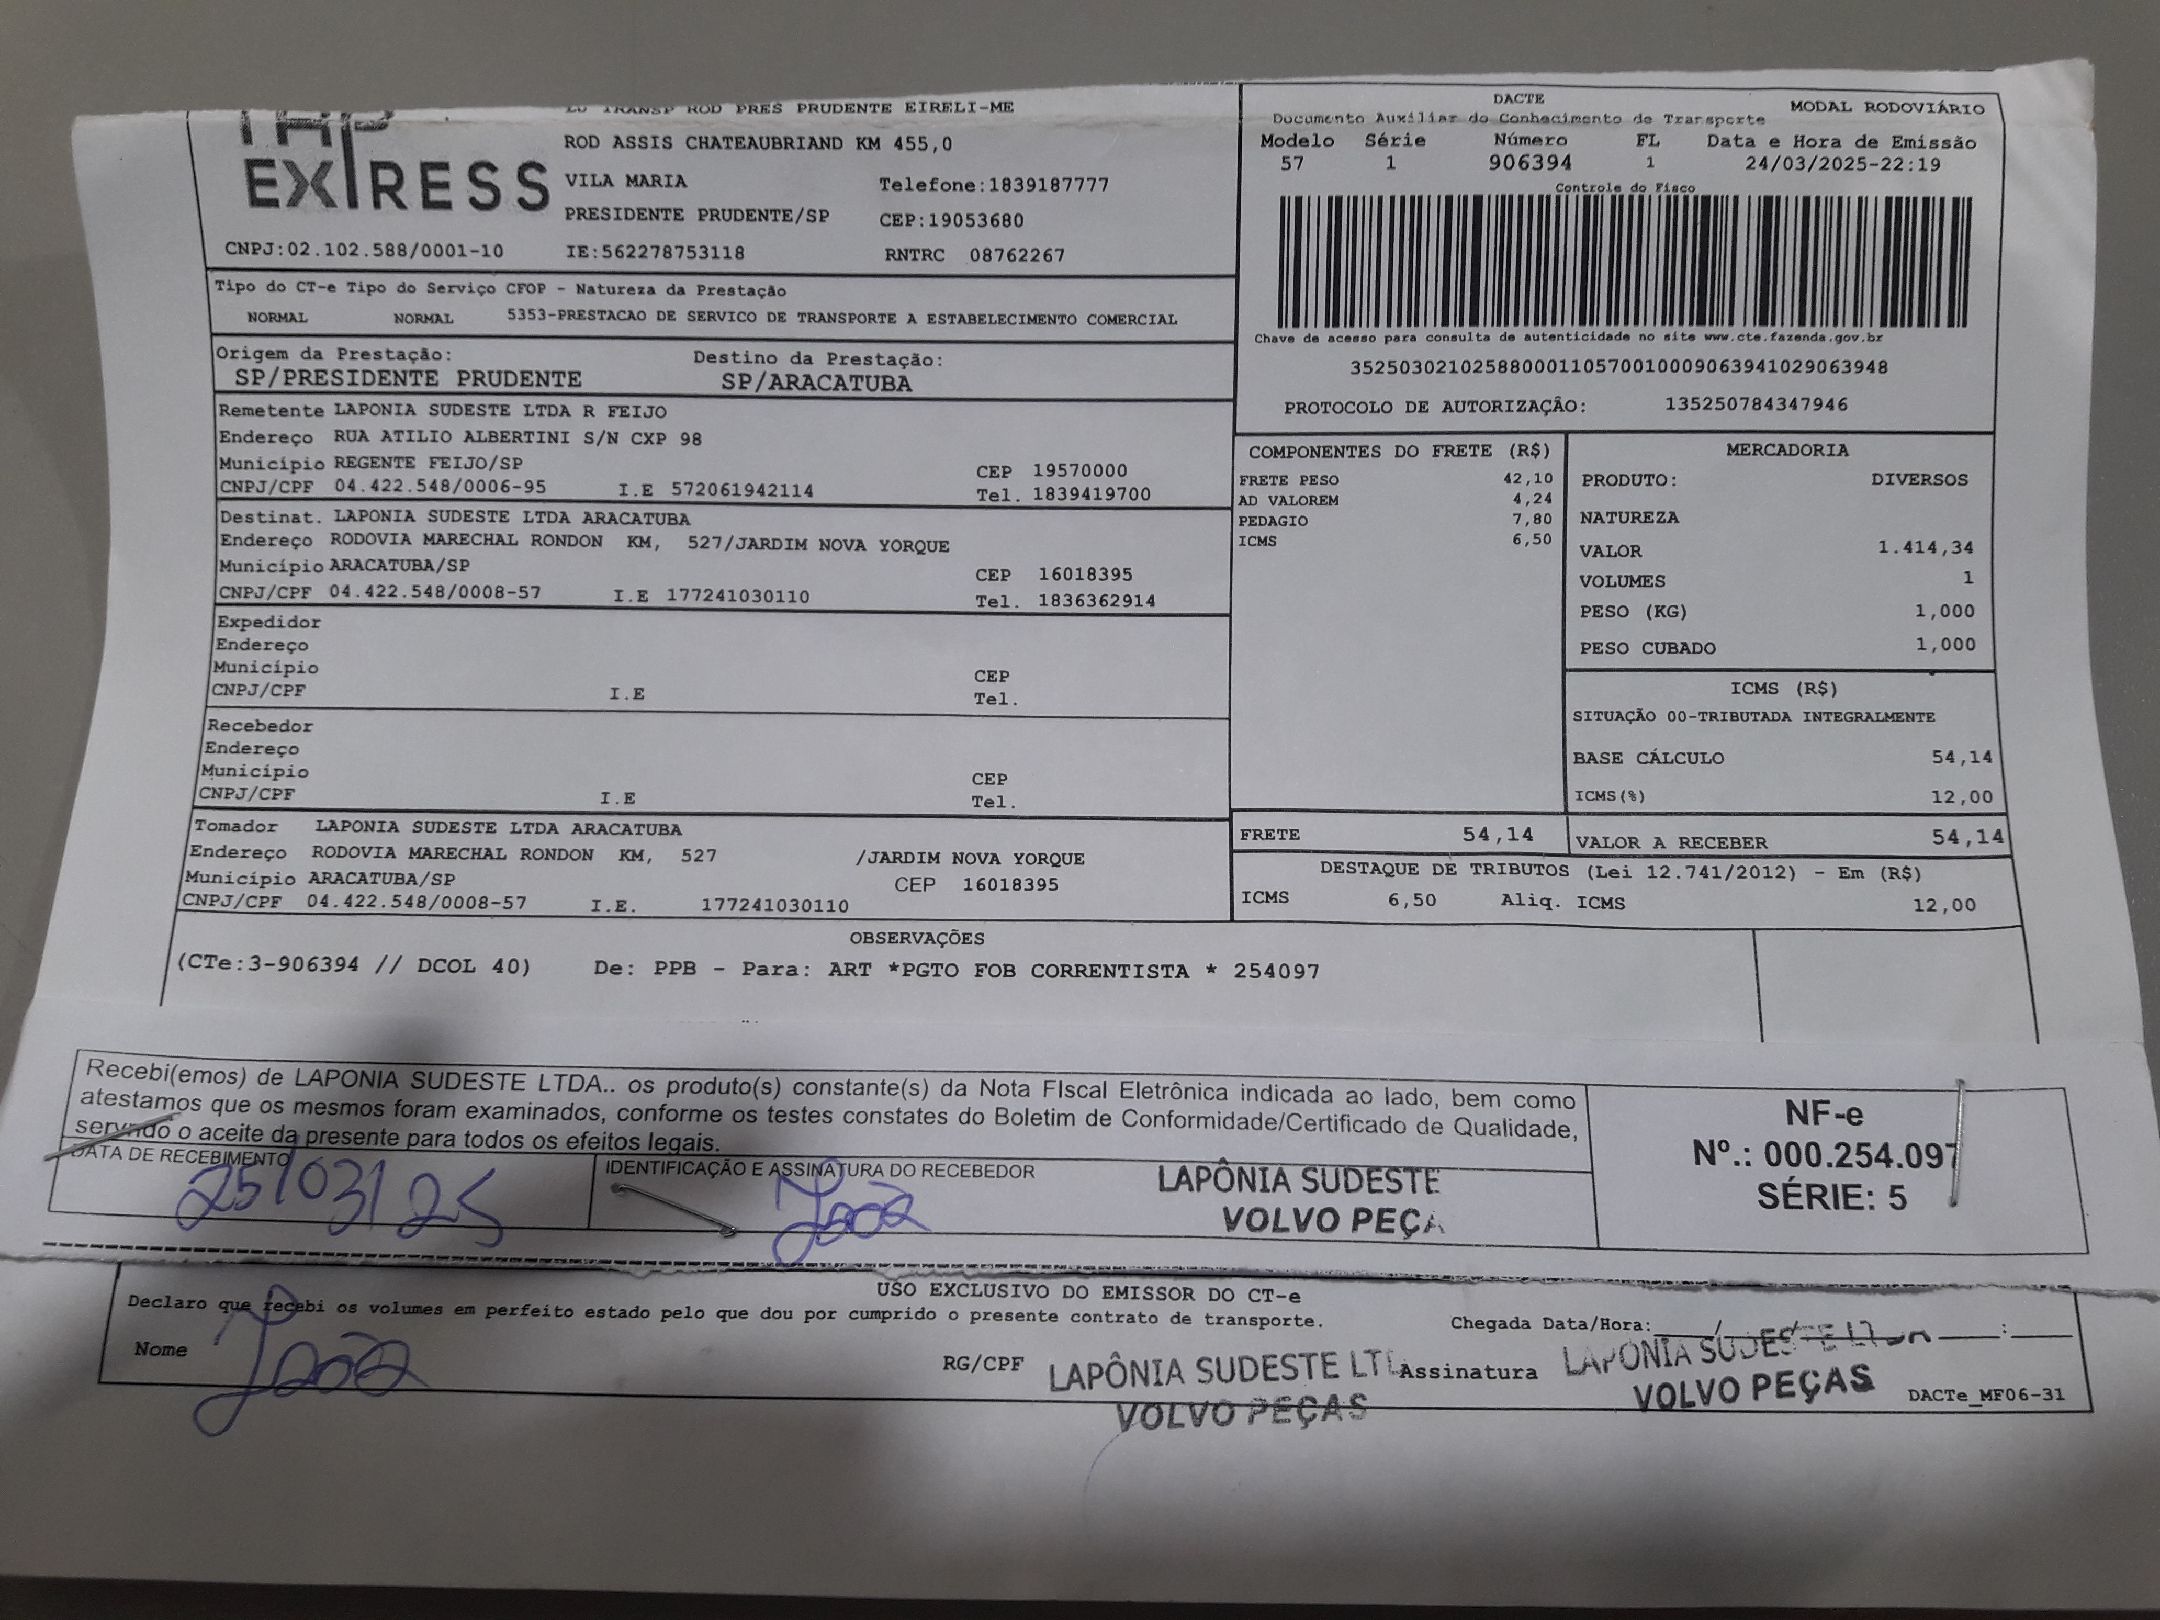 EXPRESS
TRANSP ROD PRES PRUDENTE EIRELI-ME
ROD ASSIS CHATEAUBRIAND KM 455,0
VILA MARIA Telefone:1839187777
PRESIDENTE PRUDENTE/SP CEP:19053680
CNPJ:02.102.588/0001-10 IE:562278753118 RNTRC 08762267
DACTE MODAL RODOVIÁRIO
Documento Auxiliar do Conhecimento de Transporte
Modelo Série Número FL Data e Hora de Emissão
57 1 906394 1 24/03/2025-22:19
Controle do Fisco
Chave de acesso para consulta de autenticidade no site www.cte.fazenda.gov.br
35250302102588000110570010009063941029063948
PROTOCOLO DE AUTORIZAÇÃO: 135250784347946
Tipo do CT-e Tipo do Serviço CFOP - Natureza da Prestação
NORMAL NORMAL 5353-PRESTACAO DE SERVICO DE TRANSPORTE A ESTABELECIMENTO COMERCIAL
Origem da Prestação: Destino da Prestação:
SP/PRESIDENTE PRUDENTE SP/ARACATUBA
Remetente LAPONIA SUDESTE LTDA R FEIJO
Endereço RUA ATILIO ALBERTINI S/N CXP 98
Município REGENTE FEIJO/SP CEP 19570000
CNPJ/CPF 04.422.548/0006-95 I.E 572061942114 Tel. 1839419700
Destinat. LAPONIA SUDESTE LTDA ARACATUBA
Endereço RODOVIA MARECHAL RONDON KM, 527/JARDIM NOVA YORQUE
Município ARACATUBA/SP CEP 16018395
CNPJ/CPF 04.422.548/0008-57 I.E 177241030110 Tel. 1836362914
Expedidor
Endereço
Município CEP
CNPJ/CPF I.E Tel.
Recebedor
Endereço
Município CEP
CNPJ/CPF I.E Tel.
Tomador LAPONIA SUDESTE LTDA ARACATUBA
Endereço RODOVIA MARECHAL RONDON KM, 527 /JARDIM NOVA YORQUE
Município ARACATUBA/SP CEP 16018395
CNPJ/CPF 04.422.548/0008-57 I.E. 177241030110
COMPONENTES DO FRETE (R$)
FRETE PESO 42,10
AD VALOREM 4,24
PEDAGIO 7,80
ICMS 6,50
MERCADORIA
PRODUTO: DIVERSOS
NATUREZA
VALOR 1.414,34
VOLUMES 1
PESO (KG) 1,000
PESO CUBADO 1,000
ICMS (R$)
SITUAÇÃO 00-TRIBUTADA INTEGRALMENTE
BASE CÁLCULO 54,14
ICMS(%) 12,00
FRETE 54,14 VALOR A RECEBER 54,14
DESTAQUE DE TRIBUTOS (Lei 12.741/2012) - Em (R$)
ICMS 6,50 Aliq. ICMS 12,00
OBSERVAÇÕES
(CTe:3-906394 // DCOL 40) De: PPB - Para: ART *PGTO FOB CORRENTISTA * 254097
Recebi(emos) de LAPONIA SUDESTE LTDA.. os produto(s) constante(s) da Nota FIscal Eletrônica indicada ao lado, bem como
atestamos que os mesmos foram examinados, conforme os testes constates do Boletim de Conformidade/Certificado de Qualidade,
servndo o aceite da presente para todos os efeitos legais.
DATA DE RECEBIMENTO IDENTIFICAÇÃO E ASSINATURA DO RECEBEDOR
25/03/25
LAPÔNIA SUDESTE
VOLVO PEÇA
NF-e
Nº.: 000.254.097
SÉRIE: 5
USO EXCLUSIVO DO EMISSOR DO CT-e
Declaro que recebi os volumes em perfeito estado pelo que dou por cumprido o presente contrato de transporte. Chegada Data/Hora: / / :
Nome RG/CPF Assinatura
LAPÔNIA SUDESTE
VOLVO PEÇAS
LAPONIA SUDESTE
VOLVO PEÇAS
DACTe_MF06-31